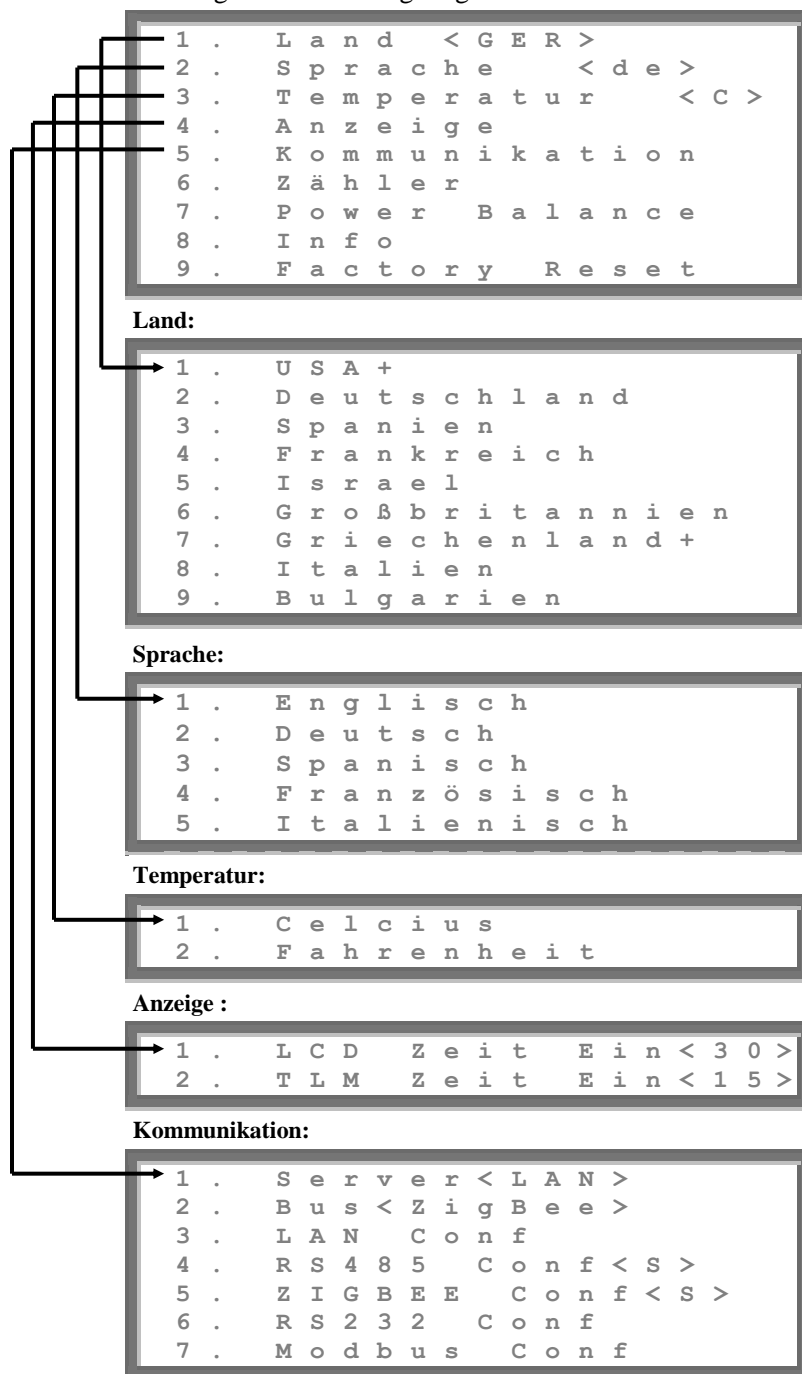 1. Land <GER>
2. Sprache <de>
3. Temperatur <C>
4. Anzeige
5. Kommunikation
6. Zähler
7. Power Balance
8. Info
9. Factory Reset
Land:
1. USA+
2. Deutschland
3. Spanien
4. Frankreich
5. Israel
6. Großbritannien
7. Griechenland+
8. Italien
9. Bulgarien
Sprache:
1. Englisch
2. Deutsch
3. Spanisch
4. Französisch
5. Italienisch
Temperatur:
1. Celcius
2. Fahrenheit
Anzeige :
1. LCD Zeit Ein<30>
2. TLM Zeit Ein<15>
Kommunikation:
1. Server<LAN>
2. Bus<ZigBee>
3. LAN Conf
4. RS485 Conf<S>
5. ZIGBEE Conf<S>
6. RS232 Conf
7. Modbus Conf